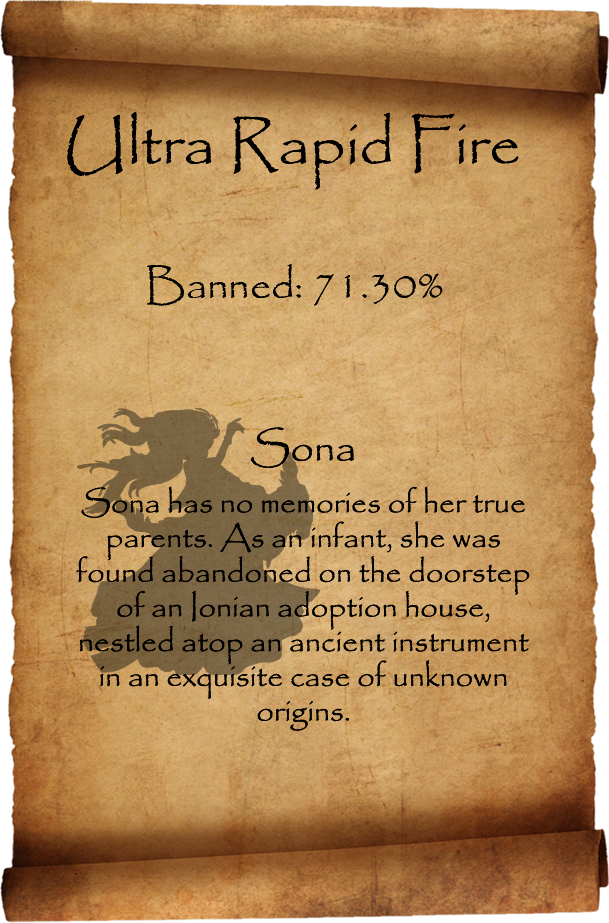 Ultra Rapid Fire
Banned: 71.30%
Sona
Sona has no memories of her true
parents. As an infant, she was
found abandoned on the doorstep
of an Ionian adoption house,
nestled atop an ancient instrument
in an exquisite case of unknown
origins.